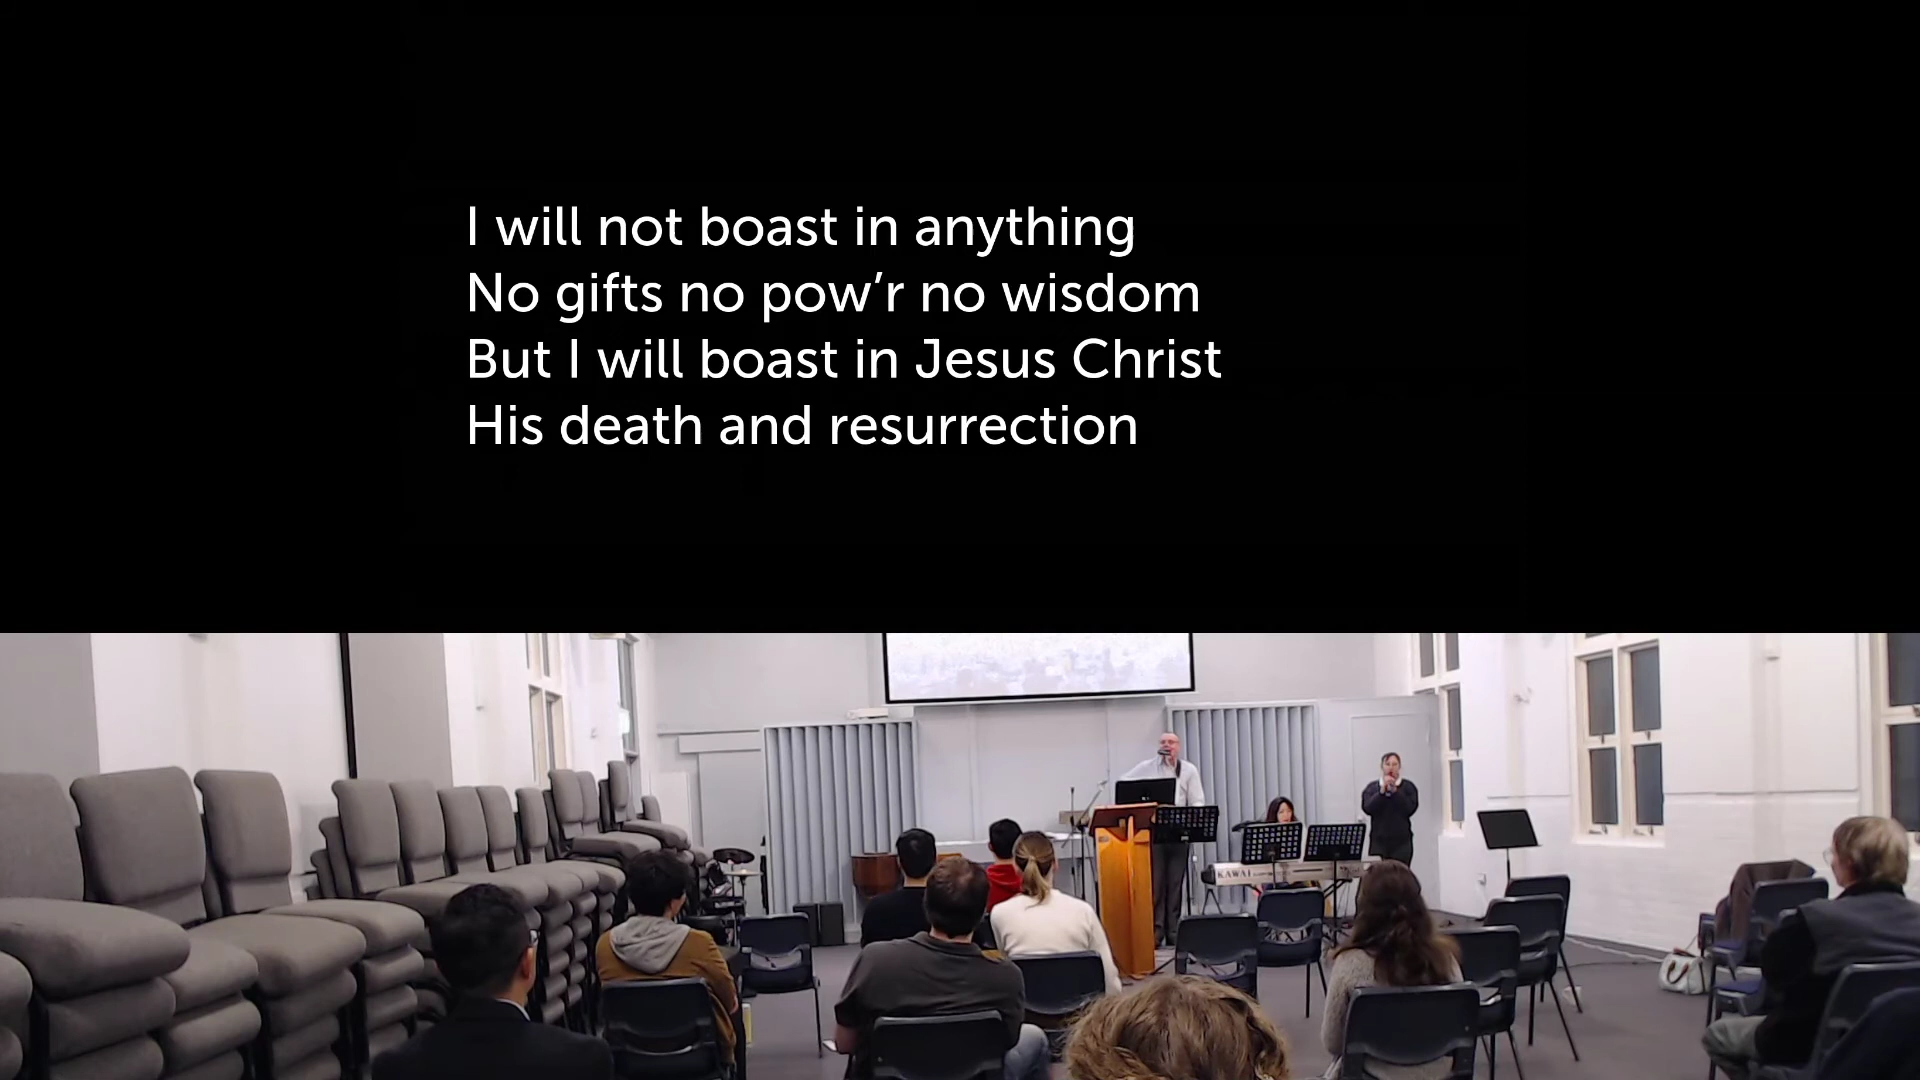 I will not boast in anything
No gifts no pow’r no wisdom
But I will boast in Jesus Christ
His death and resurrection
KAWAI